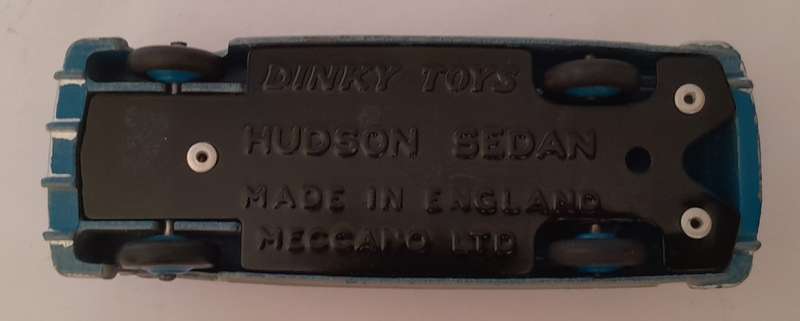 DINKY TOYS
HUDSON SEDAN
MADE IN ENGLAND
MECCANO LTD